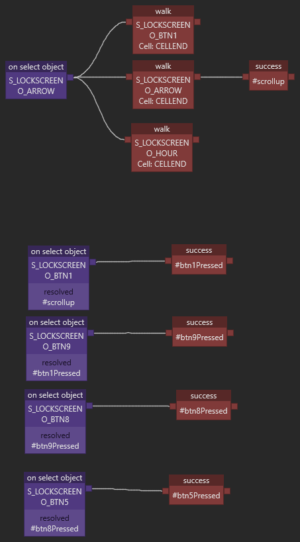 walk
S_LOCKSCREEN
O_BTN1
Cell: CELLEND
on select object
S_LOCKSCREEN
O_ARROW
walk
S_LOCKSCREEN
O_ARROW
Cell: CELLEND
success
#scrollup
walk
S_LOCKSCREEN
O_HOUR
Cell: CELLEND
on select object
S_LOCKSCREEN
O_BTN1
resolved
#scrollup
success
#btn1Pressed
on select object
S_LOCKSCREEN
O_BTN9
resolved
#btn1Pressed
success
#btn9Pressed
on select object
S_LOCKSCREEN
O_BTN8
resolved
#btn9Pressed
success
#btn8Pressed
on select object
S_LOCKSCREEN
O_BTN5
resolved
#btn8Pressed
success
#btn5Pressed